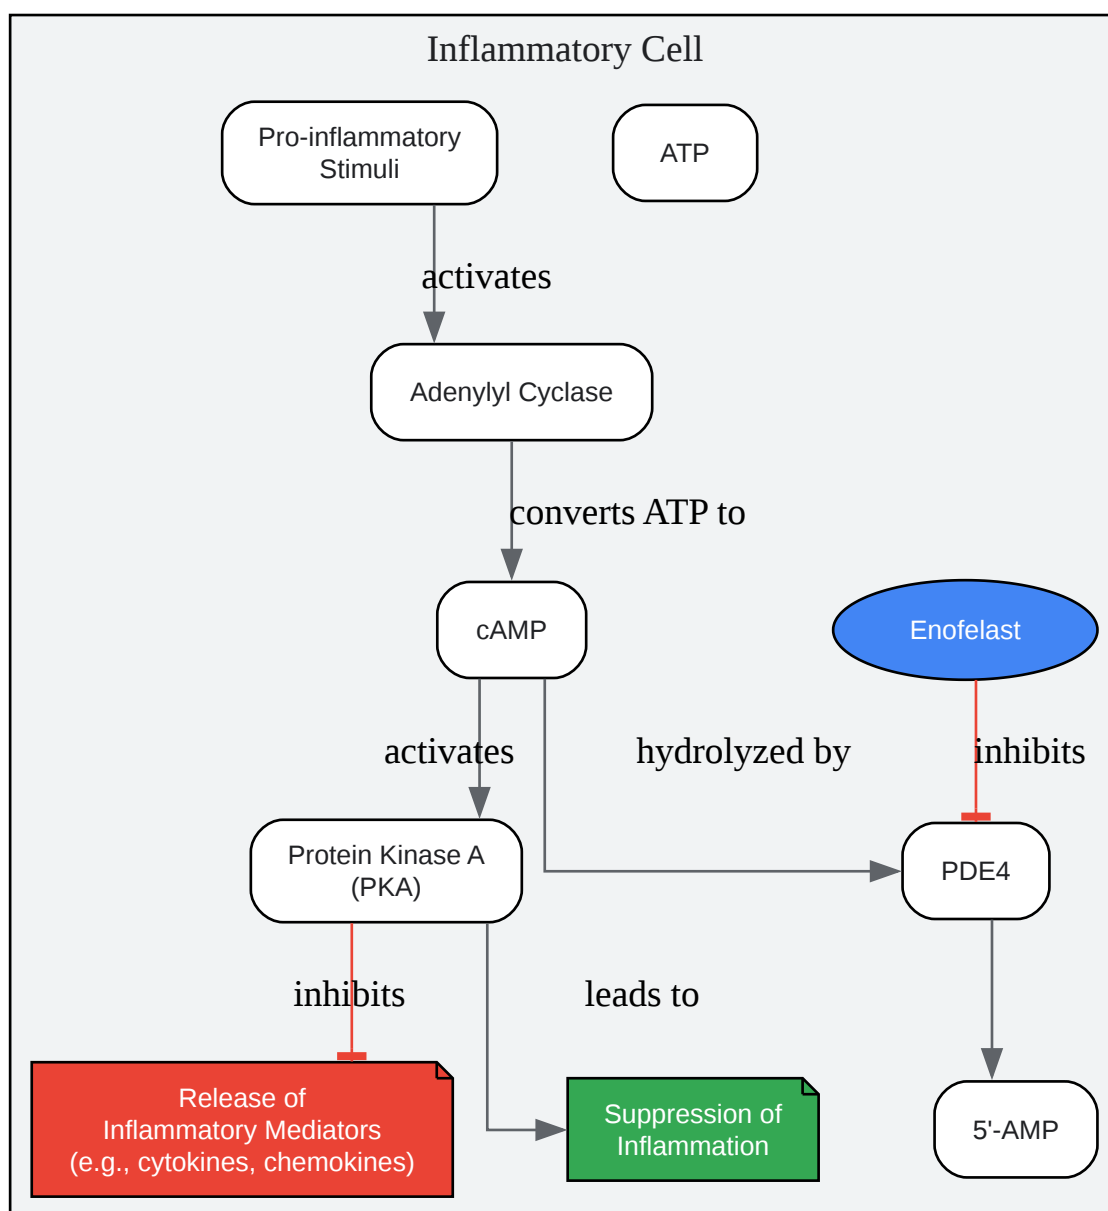 Inflammatory Cell
Pro-inflammatory
Stimuli
ATP
activates
Adenylyl Cyclase
converts ATP to
cAMP
Enofelast
activates
hydrolyzed by
inhibits
Protein Kinase A
(PKA)
PDE4
inhibits
leads to
Release of
Inflammatory Mediators
(e.g., cytokines, chemokines)
Suppression of
Inflammation
5'-AMP